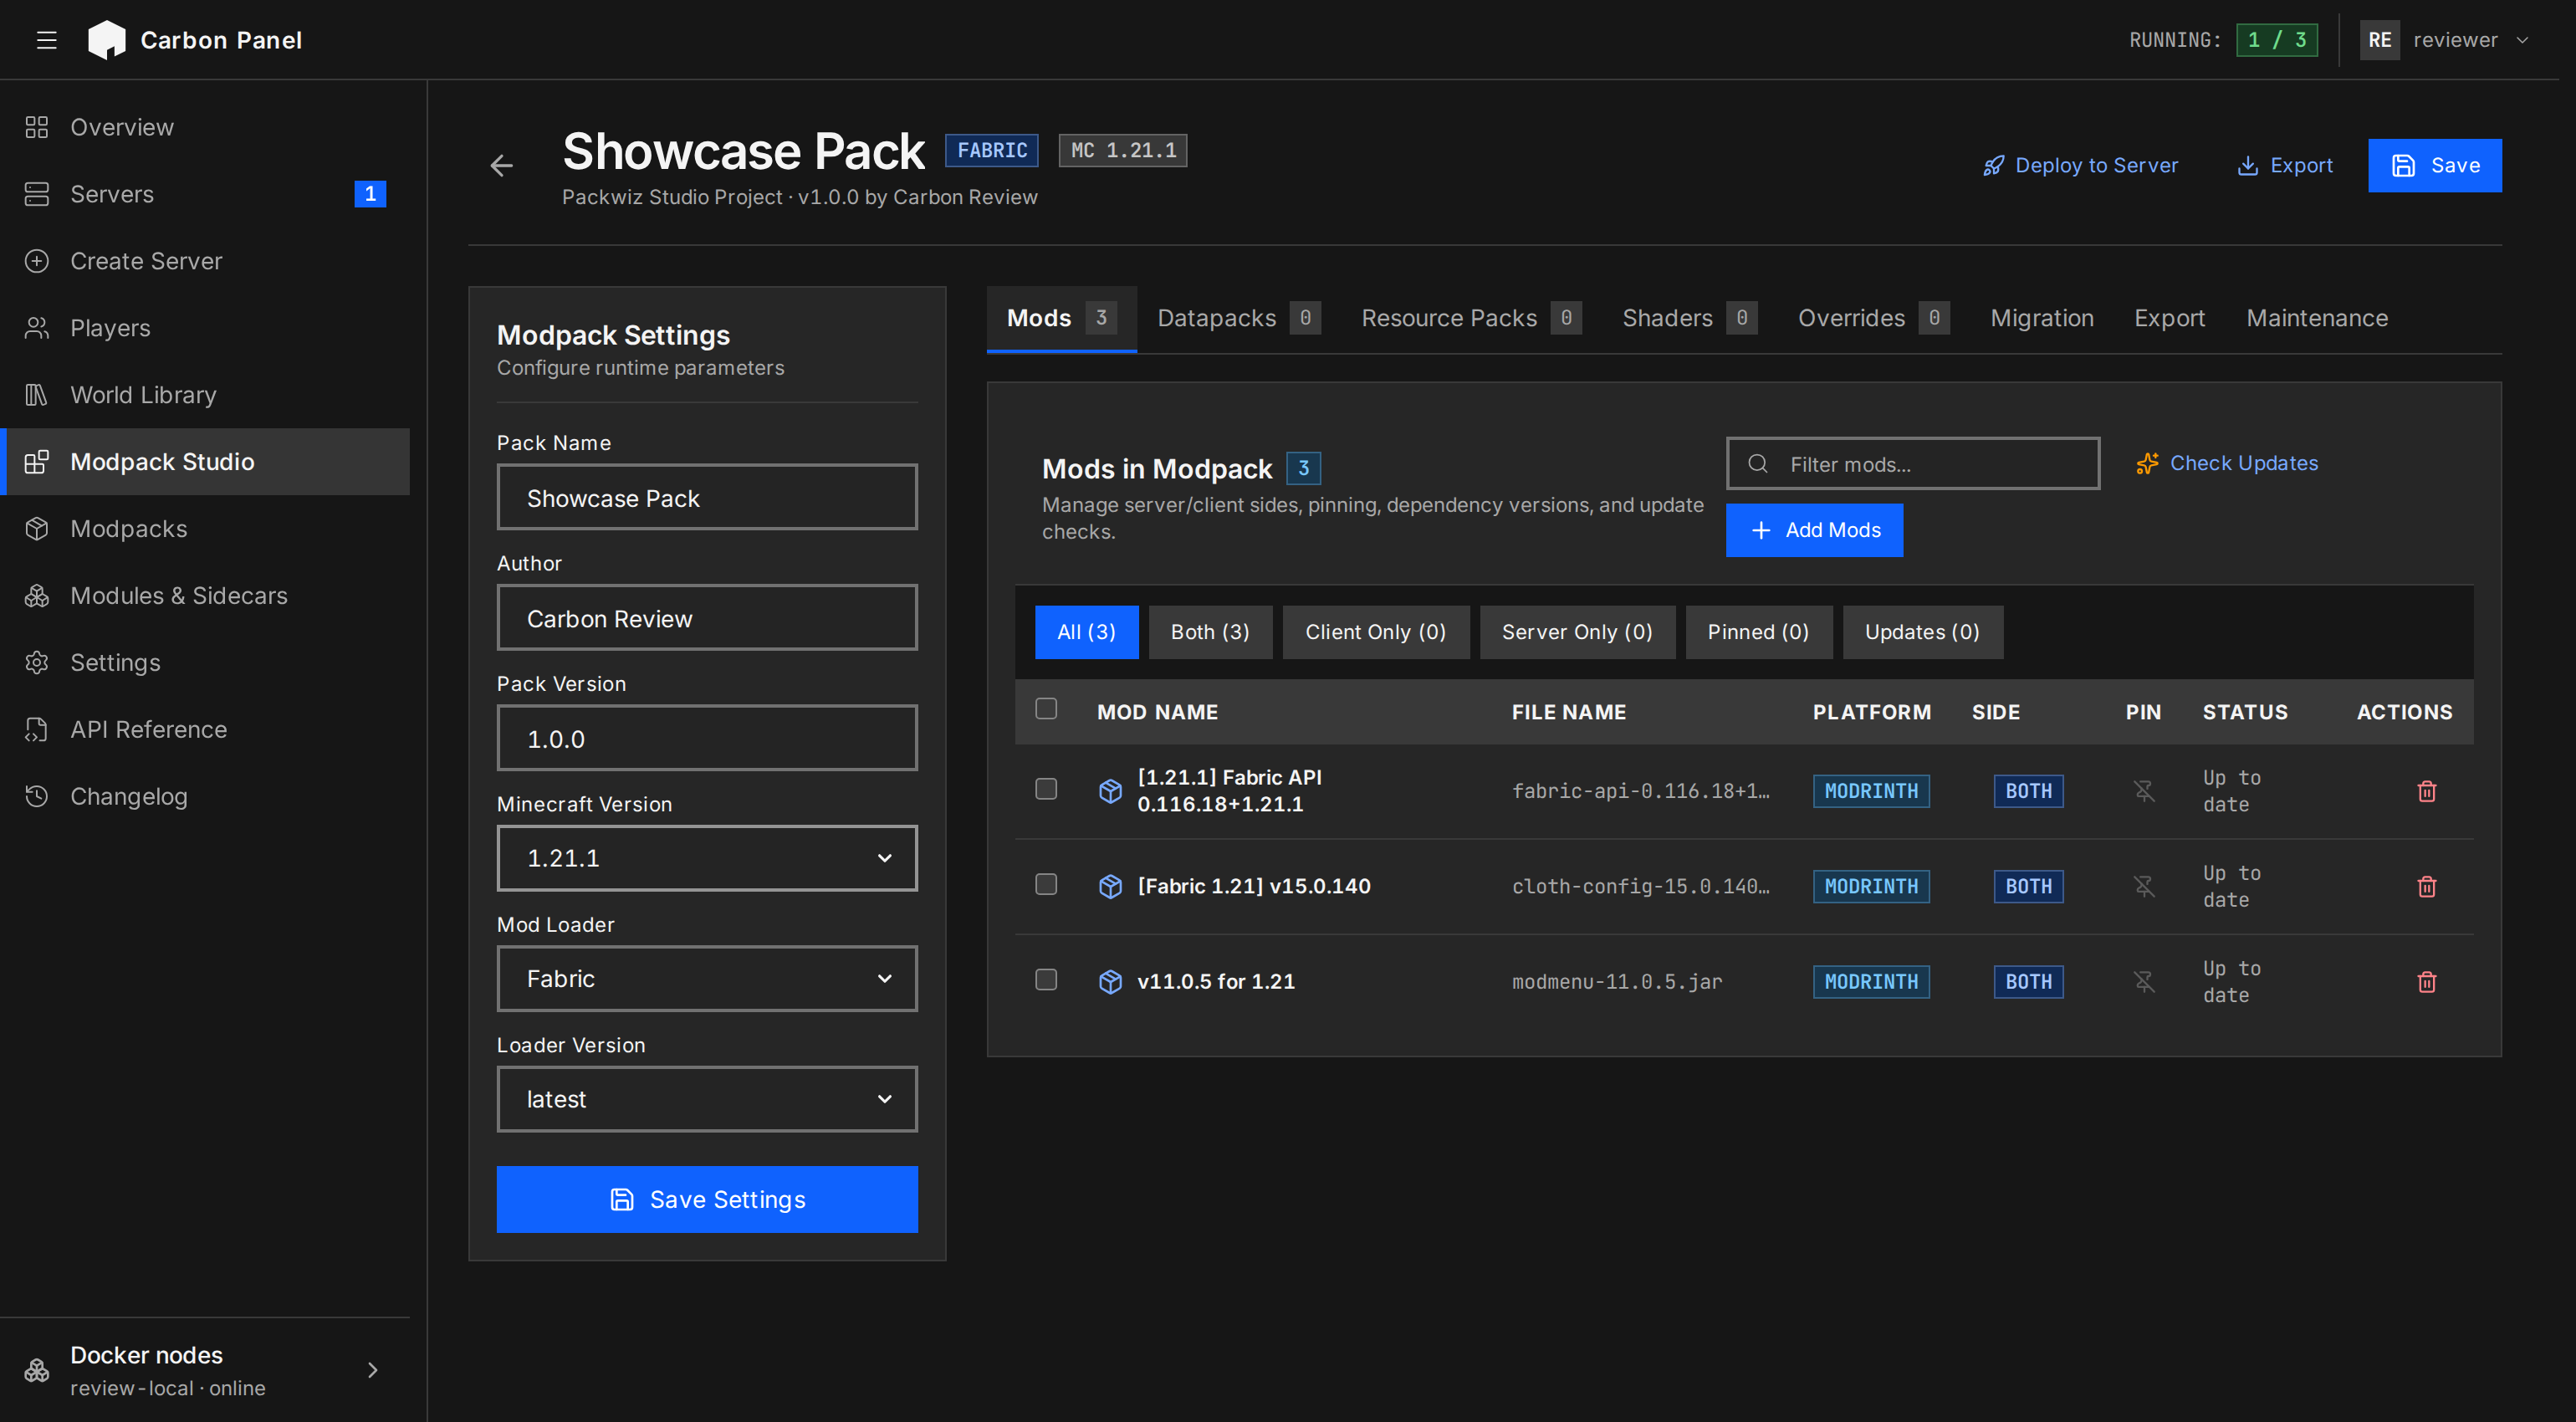 Carbon Panel
RUNNING: 1 / 3
RE reviewer
Overview
Servers 1
Create Server
Players
World Library
Modpack Studio
Modpacks
Modules & Sidecars
Settings
API Reference
Changelog
Docker nodes
review-local · online
Showcase Pack FABRIC MC 1.21.1
Packwiz Studio Project · v1.0.0 by Carbon Review
Deploy to Server Export Save
Modpack Settings
Configure runtime parameters
Pack Name
Showcase Pack
Author
Carbon Review
Pack Version
1.0.0
Minecraft Version
1.21.1
Mod Loader
Fabric
Loader Version
latest
Save Settings
Mods 3 Datapacks 0 Resource Packs 0 Shaders 0 Overrides 0 Migration Export Maintenance
Mods in Modpack 3
Manage server/client sides, pinning, dependency versions, and update
checks.
Filter mods...
Check Updates
Add Mods
All (3) Both (3) Client Only (0) Server Only (0) Pinned (0) Updates (0)
MOD NAME FILE NAME PLATFORM SIDE PIN STATUS ACTIONS
[1.21.1] Fabric API
0.116.18+1.21.1
fabric-api-0.116.18+1… MODRINTH BOTH
Up to
date
[Fabric 1.21] v15.0.140 cloth-config-15.0.140… MODRINTH BOTH
Up to
date
v11.0.5 for 1.21 modmenu-11.0.5.jar MODRINTH BOTH
Up to
date